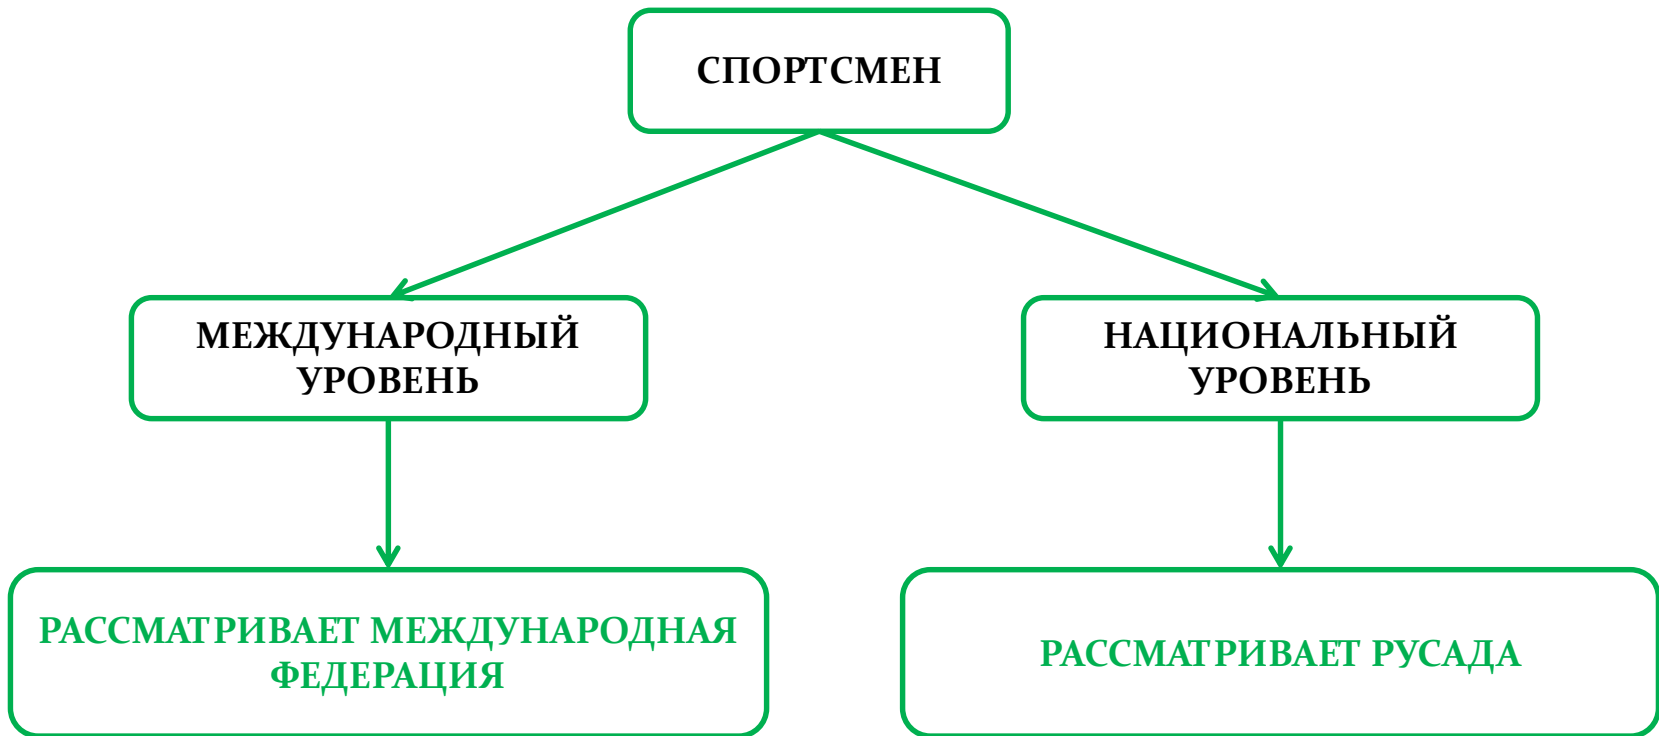 СПОРТСМЕН
МЕЖДУНАРОДНЫЙ
УРОВЕНЬ
НАЦИОНАЛЬНЫЙ
УРОВЕНЬ
РАССМАТРИВАЕТ МЕЖДУНАРОДНАЯ
ФЕДЕРАЦИЯ
РАССМАТРИВАЕТ РУСАДА